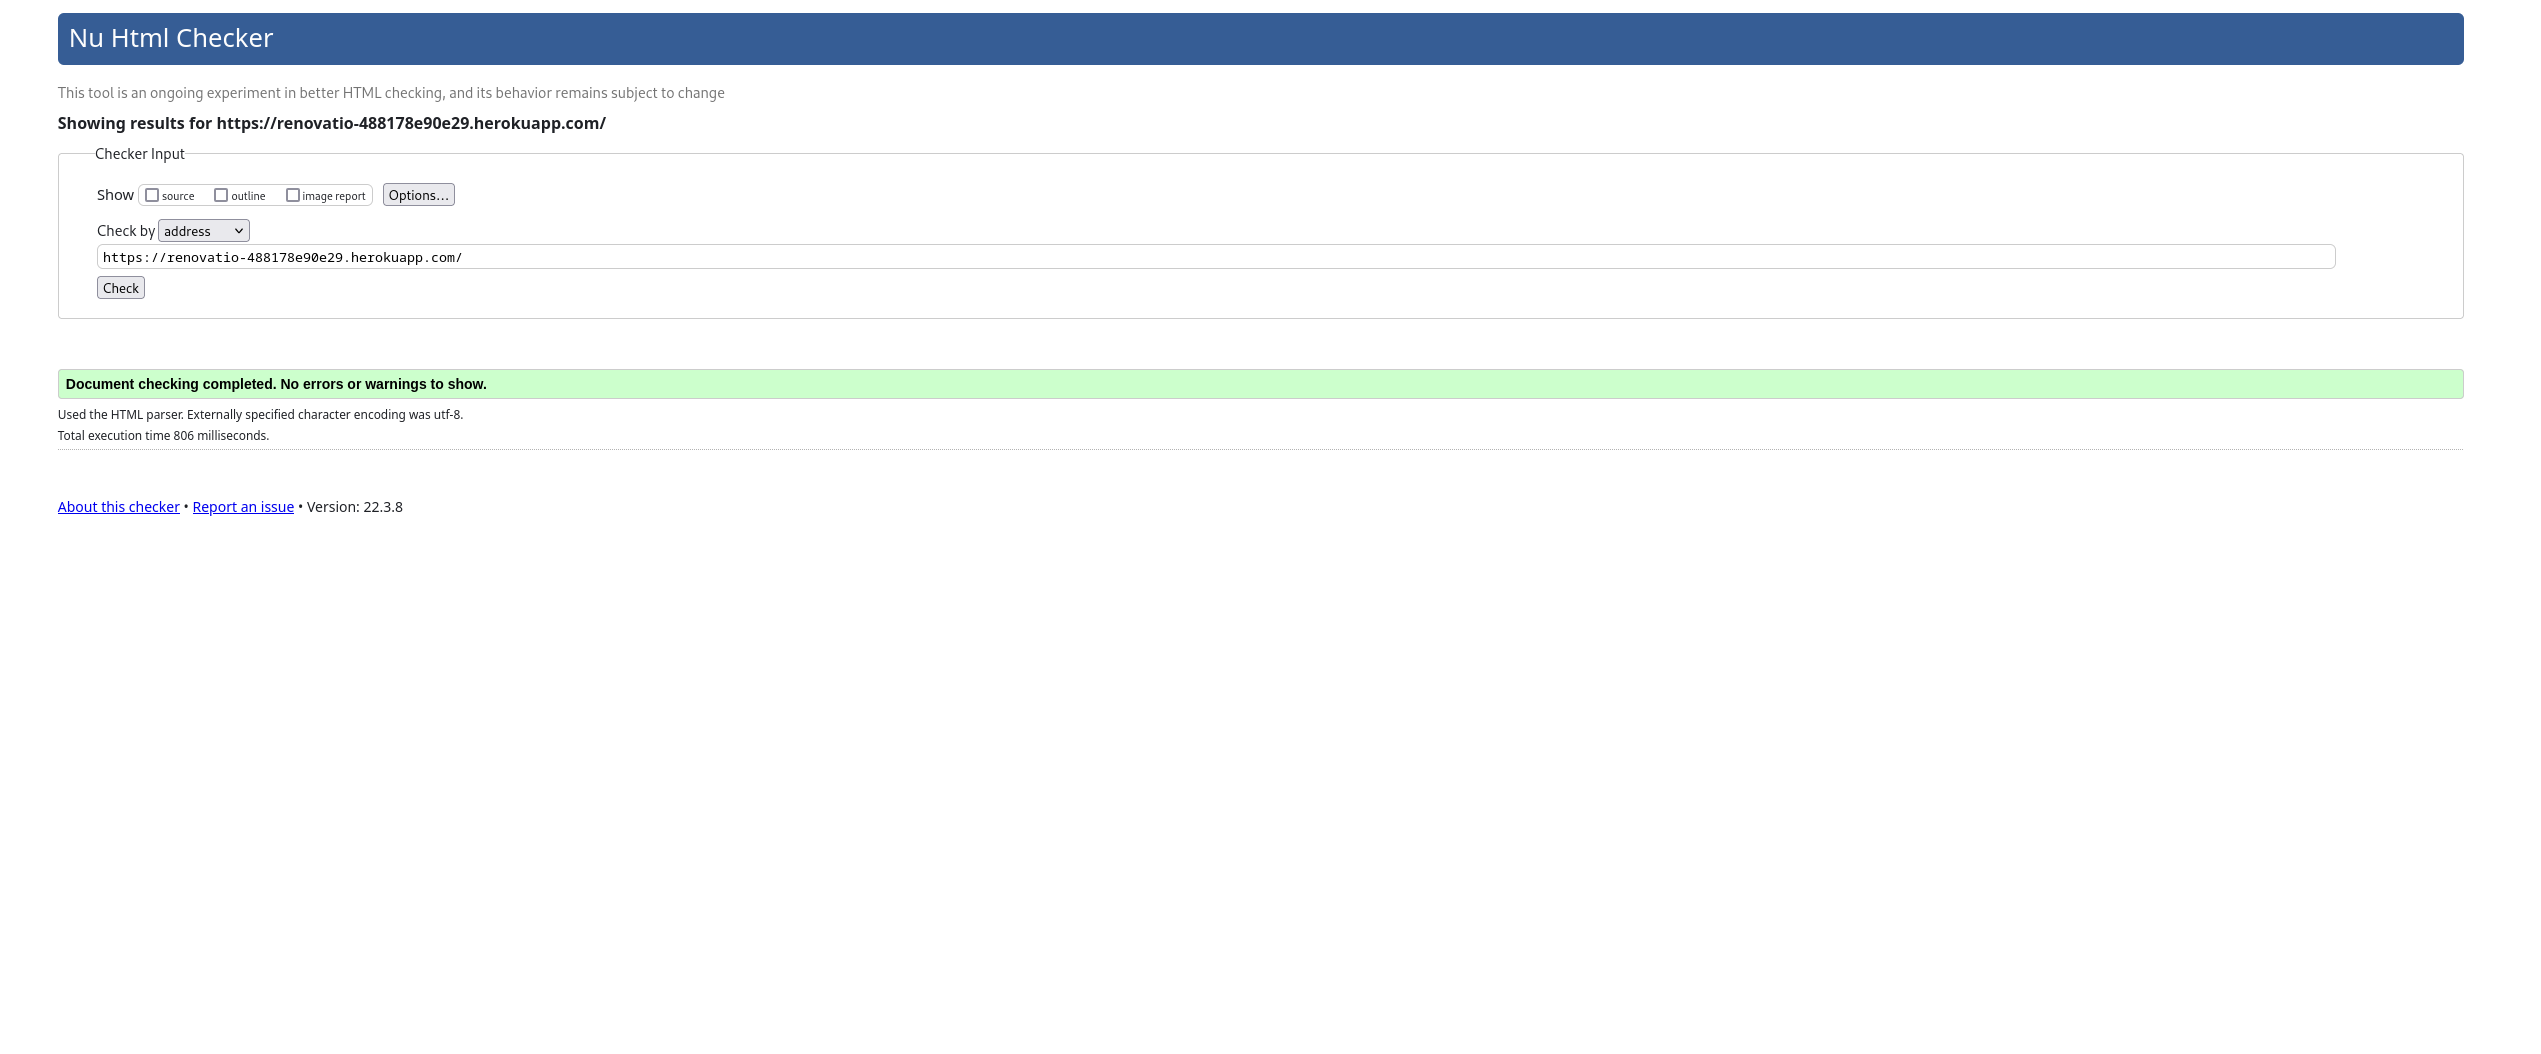 Nu Html Checker
This tool is an ongoing experiment in better HTML checking, and its behavior remains subject to change
Showing results for https://renovatio-488178e90e29.herokuapp.com/
Checker Input
Show source outline image report Options...
Check by address
https://renovatio-488178e90e29.herokuapp.com/
Check
Document checking completed. No errors or warnings to show.
Used the HTML parser. Externally specified character encoding was utf-8.
Total execution time 806 milliseconds.
About this checker • Report an issue • Version: 22.3.8